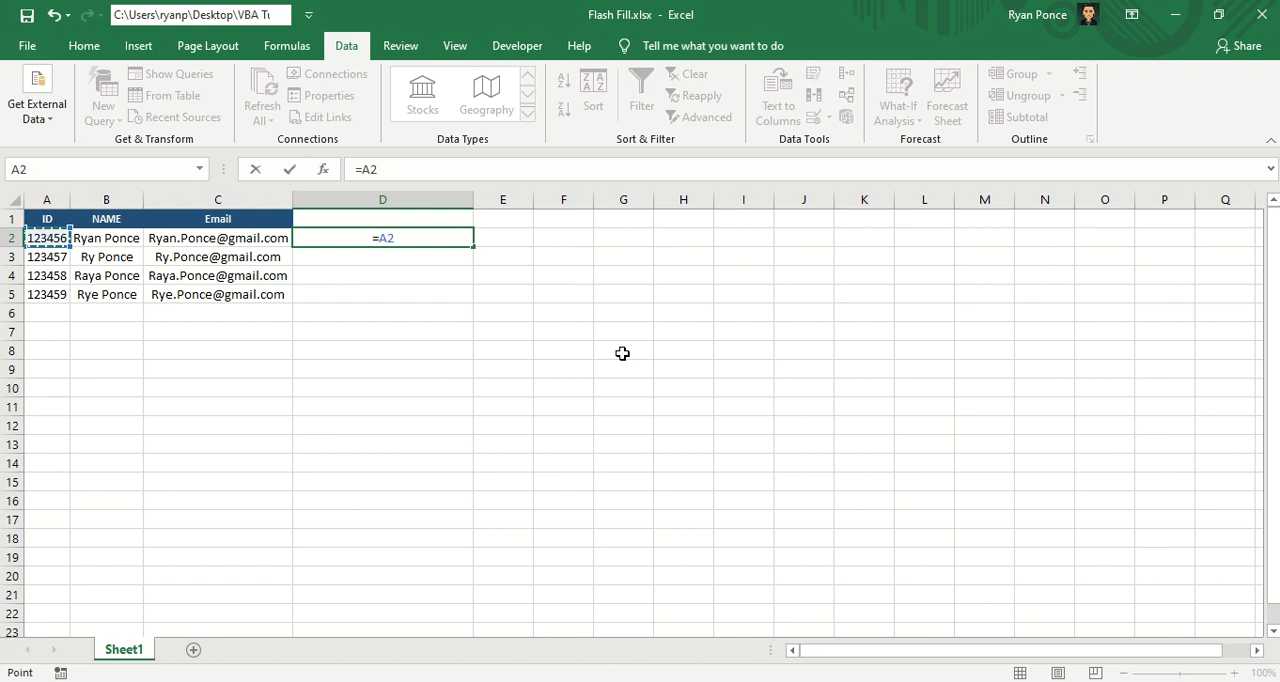 C:\Users\ryanp\Desktop\VBA Tu
Flash Fill.xlsx - Excel
Ryan Ponce
File Home Insert Page Layout Formulas Data Review View Developer Help Tell me what you want to do Share
Get External Data
New Query
Show Queries
From Table
Recent Sources
Get & Transform
Refresh All
Connections
Properties
Edit Links
Connections
Stocks
Geography
Data Types
Sort
Filter
Clear
Reapply
Advanced
Sort & Filter
Text to Columns
Data Tools
What-If Analysis
Forecast Sheet
Forecast
Group
Ungroup
Subtotal
Outline
A2 fx =A2
A B C D E F G H I J K L M N O P Q
1 ID NAME Email
2 123456 Ryan Ponce Ryan.Ponce@gmail.com =A2
3 123457 Ry Ponce Ry.Ponce@gmail.com
4 123458 Raya Ponce Raya.Ponce@gmail.com
5 123459 Rye Ponce Rye.Ponce@gmail.com
6
7
8
9
10
11
12
13
14
15
16
17
18
19
20
21
22
23
Sheet1
Point 100%